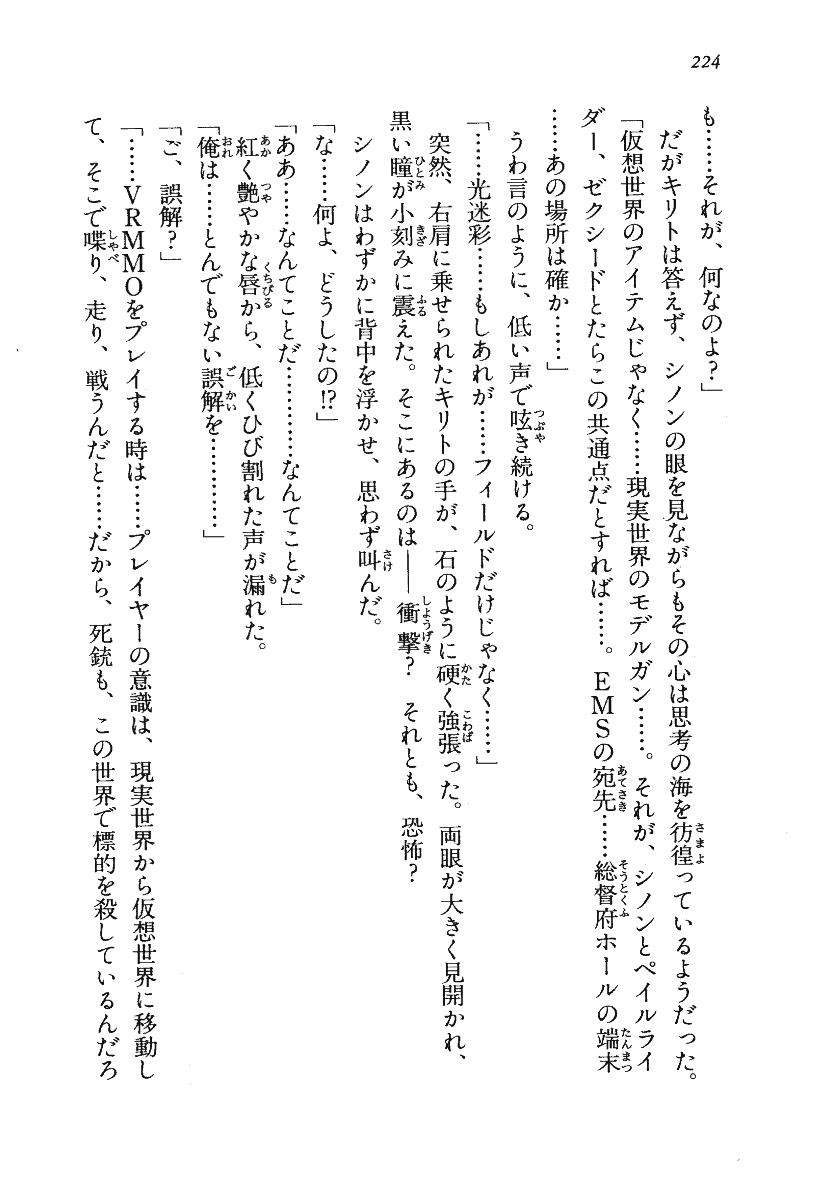 224
も……それが、何なのよ？」
　だがキリトは答えず、シノンの眼を見ながらもその心は思考の海を彷徨っているようだった。
「仮想世界のアイテムじゃなく……現実世界のモデルガン……。それが、シノンとペイルライ
ダー、ゼクシードとたらこの共通点だとすれば……。ＥＭＳの宛先……総督府ホールの端末
……あの場所は確か……」
　うわ言のように、低い声で呟き続ける。
「……光迷彩……もしあれが……フィールドだけじゃなく……」
　突然、右肩に乗せられたキリトの手が、石のように硬く強張った。両眼が大きく見開かれ、
黒い瞳が小刻みに震えた。そこにあるのは――衝撃？　それとも、恐怖？
　シノンはわずかに背中を浮かせ、思わず叫んだ。
「な……何よ、どうしたの!?」
「ああ……なんてことだ…………なんてことだ」
　紅く艶やかな唇から、低くひび割れた声が漏れた。
「俺は……とんでもない誤解を…………」
「ご、誤解？」
「……ＶＲＭＭＯをプレイする時は……プレイヤーの意識は、現実世界から仮想世界に移動し
て、そこで喋り、走り、戦うんだと……だから、死銃も、この世界で標的を殺しているんだろ